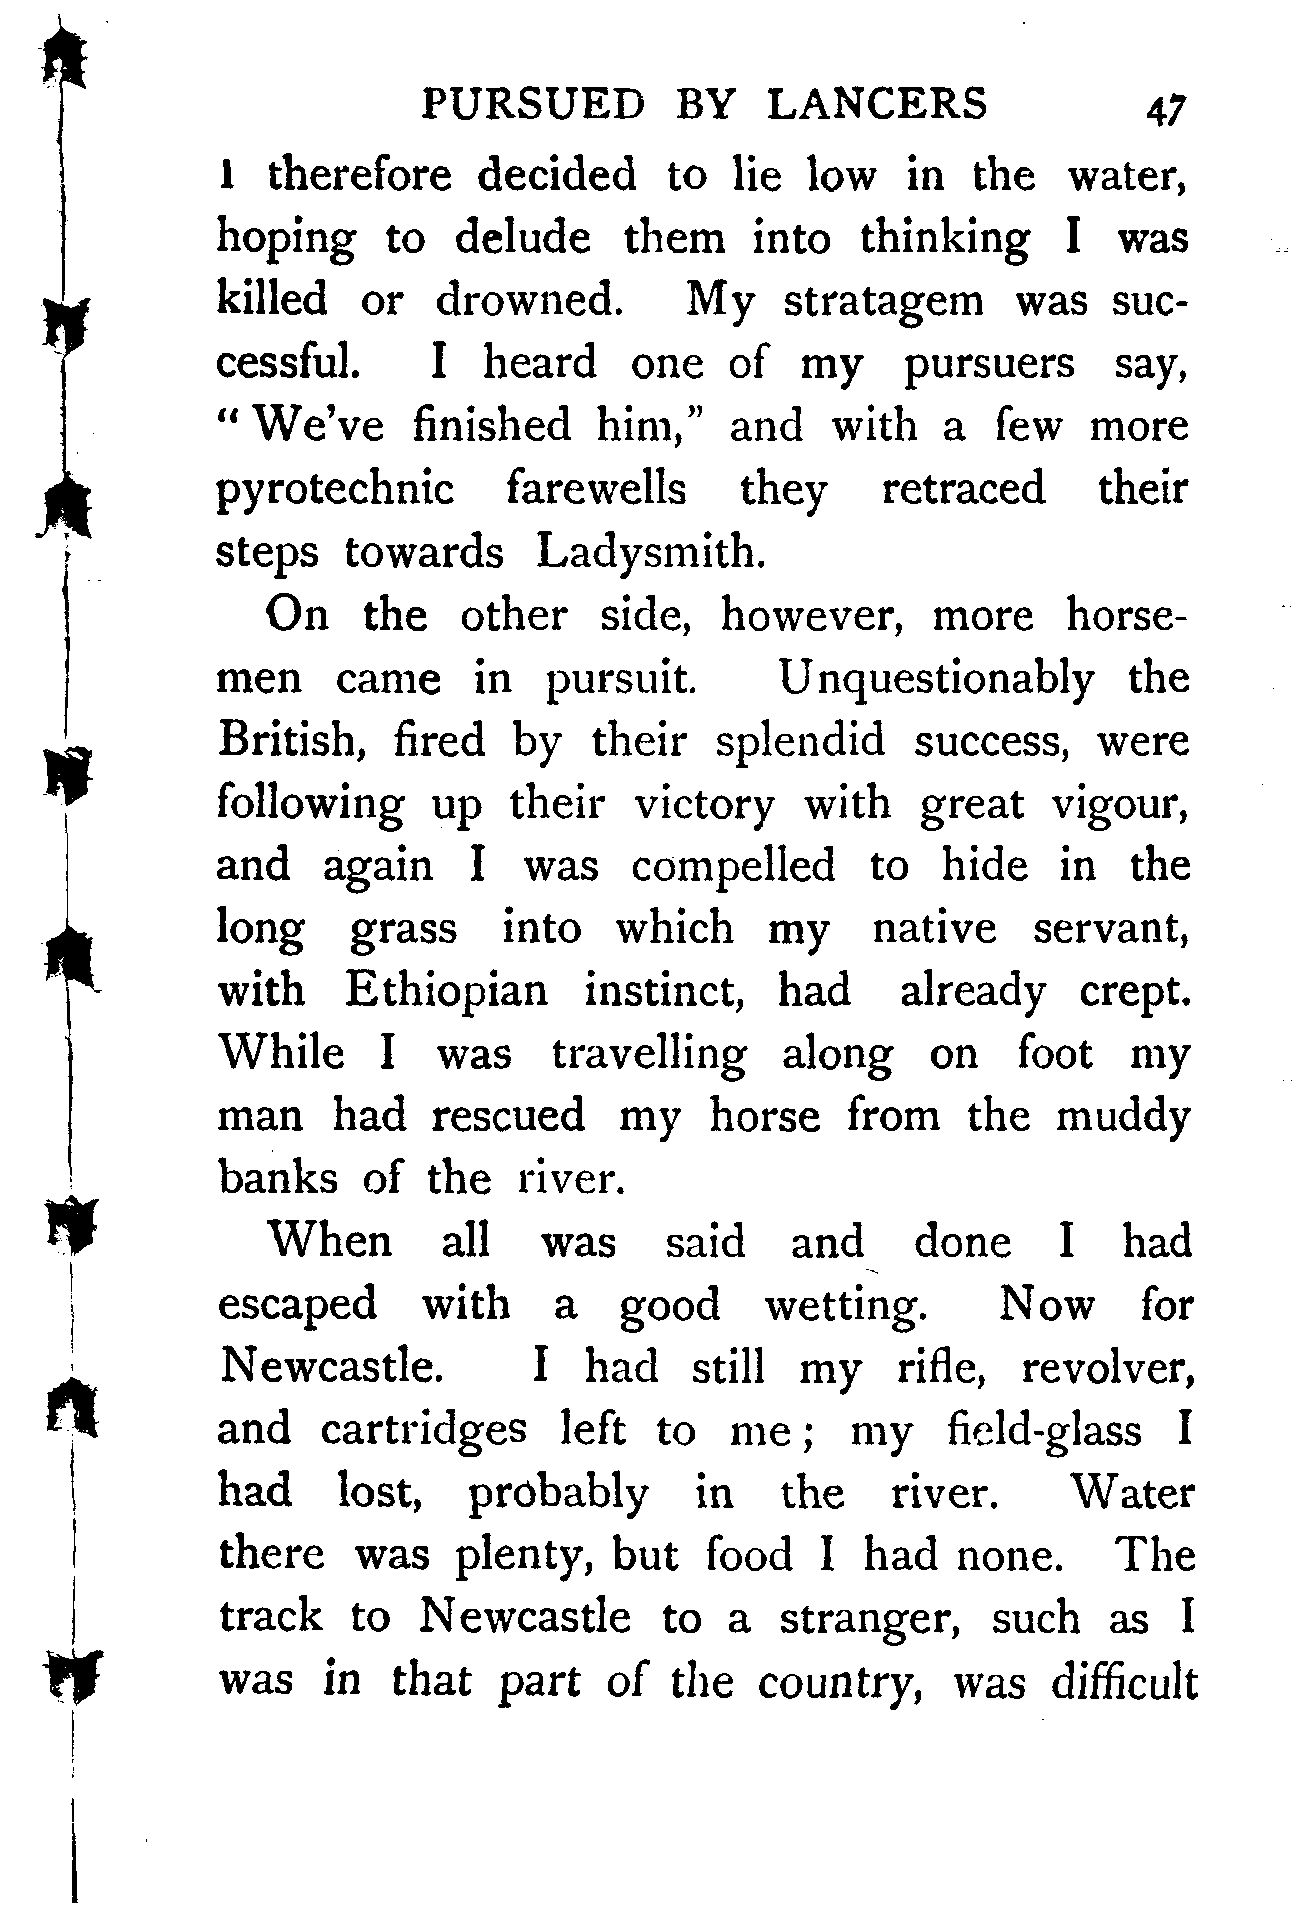 PURSUED BY LANCERS 47
I therefore decided to lie low in the water,
hoping to delude them into thinking I was
killed or drowned. My stratagem was suc-
cessful. I heard one of my pursuers say,
“ We've finished him,” and with a few more
pyrotechnic farewells they retraced their
steps towards Ladysmith.
On the other side, however, more horse-
men came in pursuit. Unquestionably the
British, fired by their splendid success, were
following up their victory with great vigour,
and again I was compelled to hide in the
long grass into which my native servant,
with Ethiopian instinct, had already crept.
While I was travelling along on foot my
man had rescued my horse from the muddy
banks of the river.
When all was said and done I had
escaped with a good wetting. Now for
Newcastle. I had still my rifle, revolver,
and cartridges left to me ; my field-glass I
had lost, probably in the river. Water
there was plenty, but food I had none. The
track to Newcastle to a stranger, such as I
was in that part of the country, was difficult